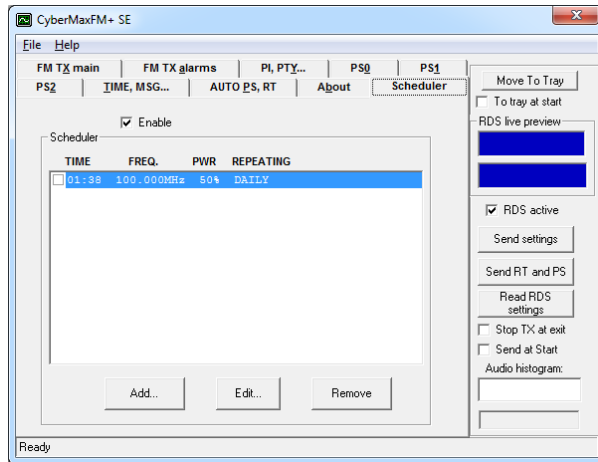 CyberMaxFM+ SE
File Help
FM TX main FM TX alarms PI, PTY... PS0 PS1
PS2 TIME, MSG... AUTO PS, RT About Scheduler
Enable
Scheduler
TIME FREQ. PWR REPEATING
01:38 100.000MHz 50% DAILY
Add... Edit... Remove
Move To Tray
To tray at start
RDS live preview
RDS active
Send settings
Send RT and PS
Read RDS
settings
Stop TX at exit
Send at Start
Audio histogram:
Ready